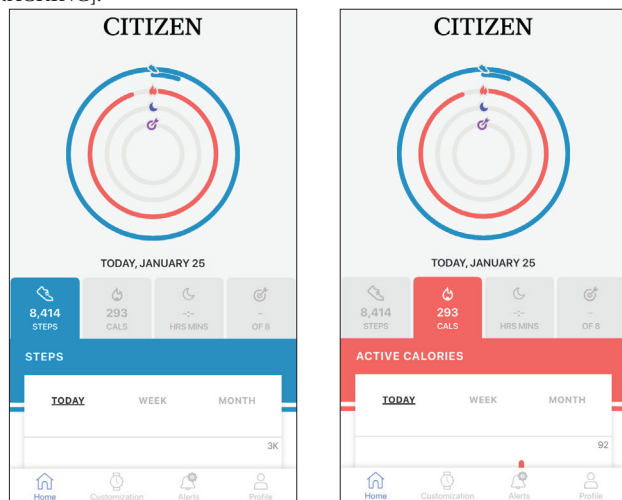 CITIZEN
TODAY, JANUARY 25
8,414
STEPS
293
CALS
-:-
HRS MINS
–
OF 8
STEPS
TODAY
WEEK
MONTH
3K
Home
Customization
Alerts
Profile
CITIZEN
TODAY, JANUARY 25
8,414
STEPS
293
CALS
-:-
HRS MINS
–
OF 8
ACTIVE CALORIES
TODAY
WEEK
MONTH
92
Home
Customization
Alerts
Profile